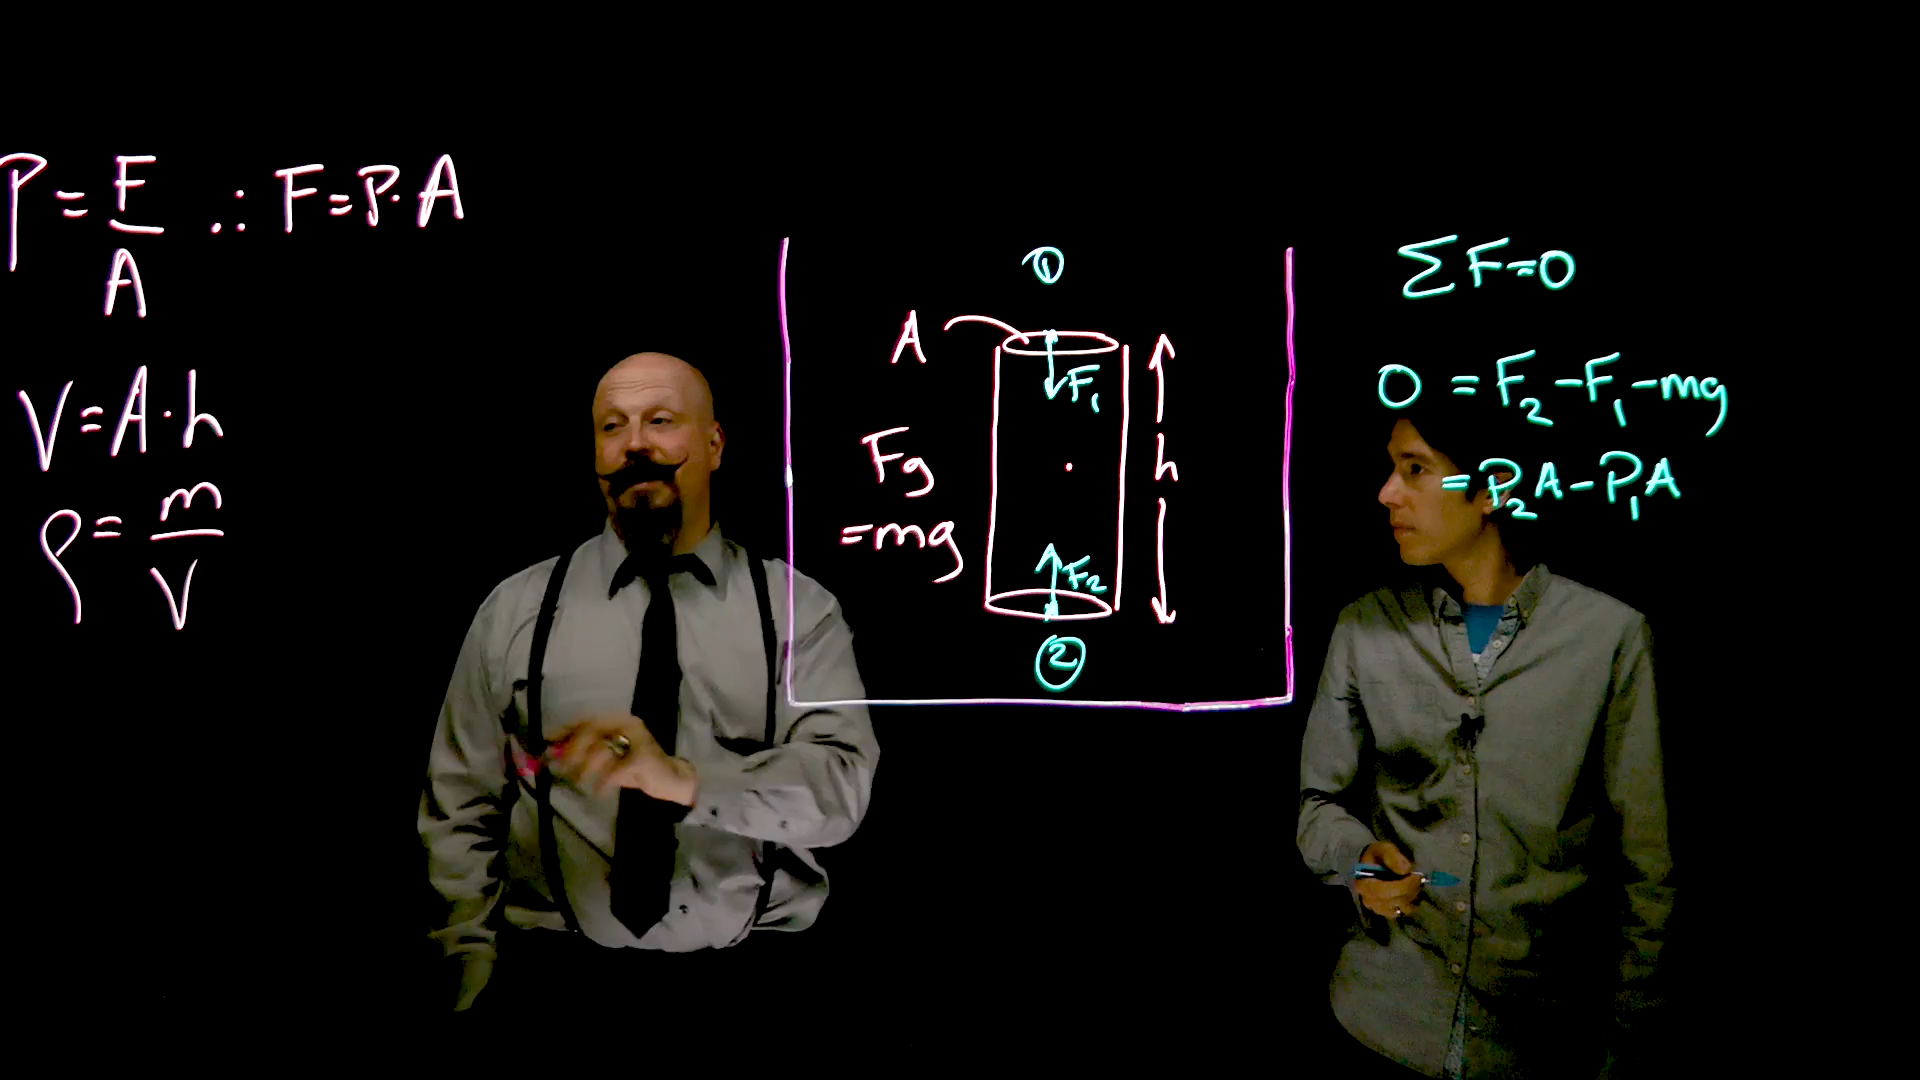 P = F/A ∴ F = P · A
V = A · h
ρ = m/V
①
A
F₁
h
Fg
= mg
F₂
②
ΣF = 0
0 = F₂ - F₁ - mg
= P₂A - P₁A